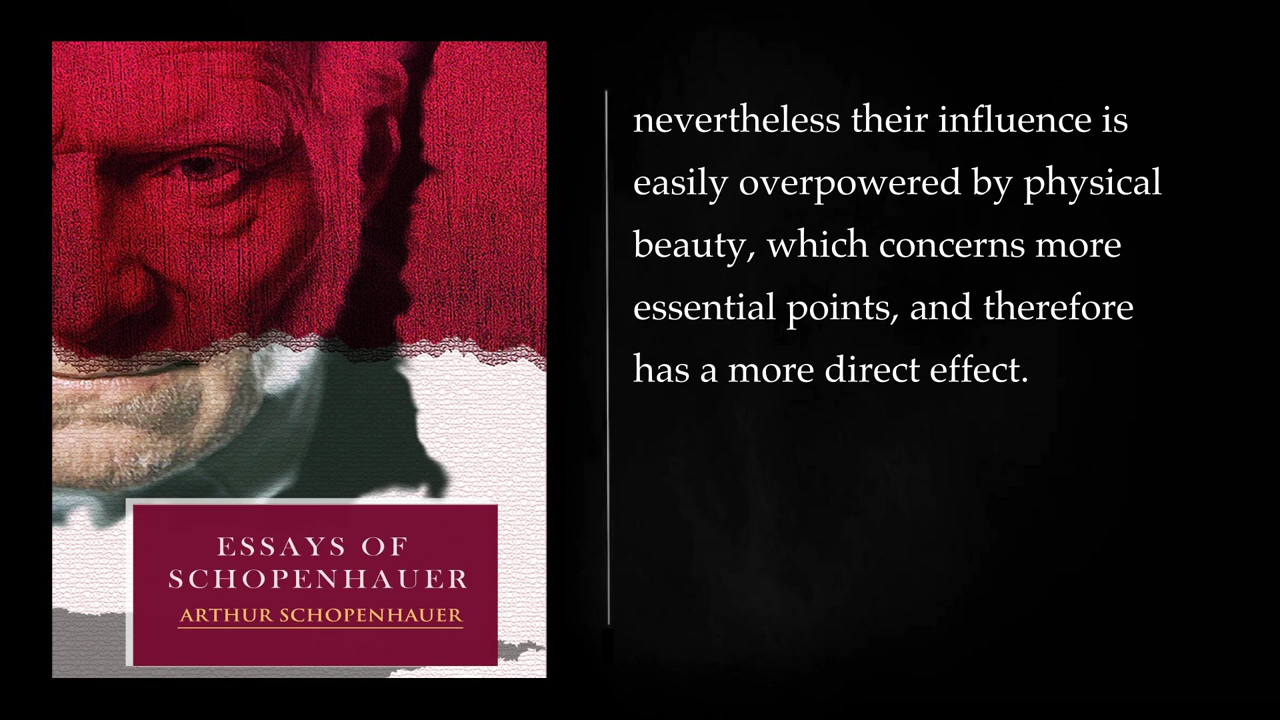 ESSAYS OF
SCHOPENHAUER
ARTHUR SCHOPENHAUER
nevertheless their influence is
easily overpowered by physical
beauty, which concerns more
essential points, and therefore
has a more direct effect.